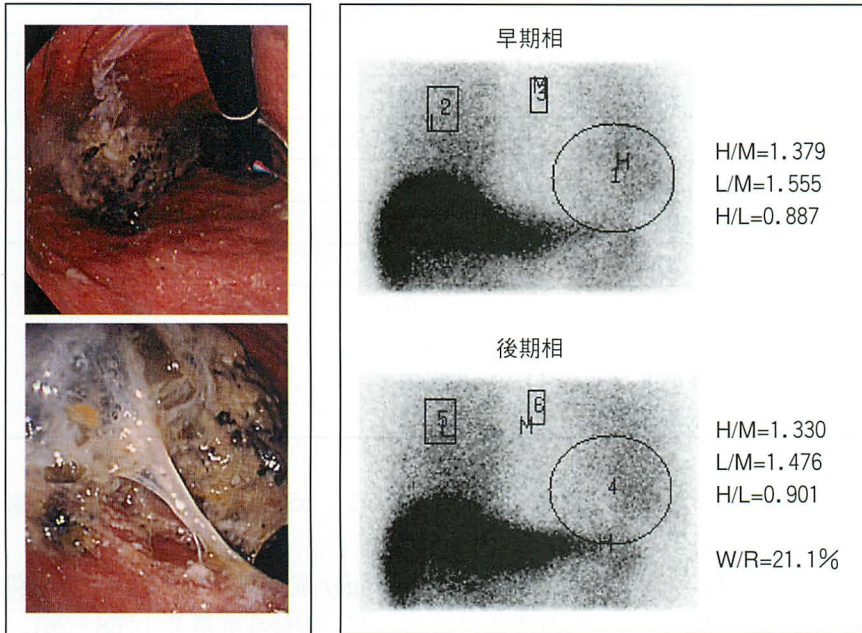 早期相
2
L
M
3
H
1
H/M=1.379
L/M=1.555
H/L=0.887
後期相
5
L
6
M
4
H
H/M=1.330
L/M=1.476
H/L=0.901
W/R=21.1%